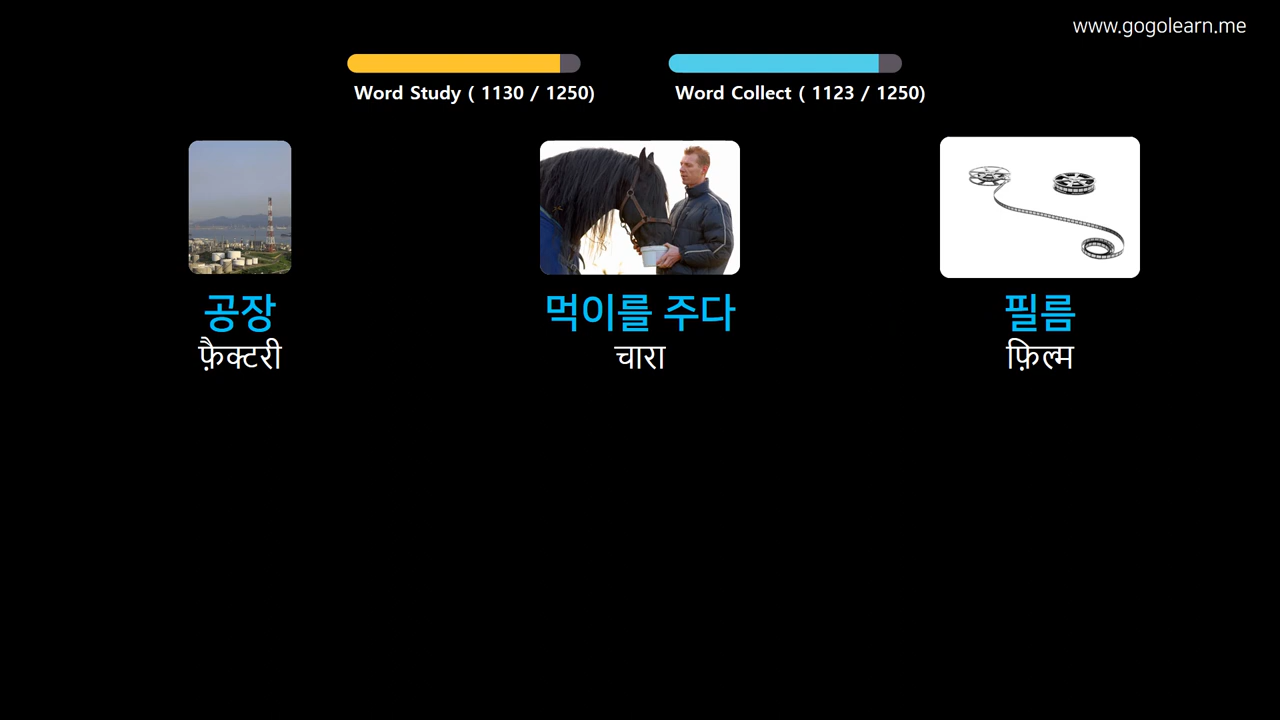 www.gogolearn.me
Word Study ( 1130 / 1250)
Word Collect ( 1123 / 1250)
공장
फ़ैक्टरी
먹이를 주다
चारा
필름
फ़िल्म